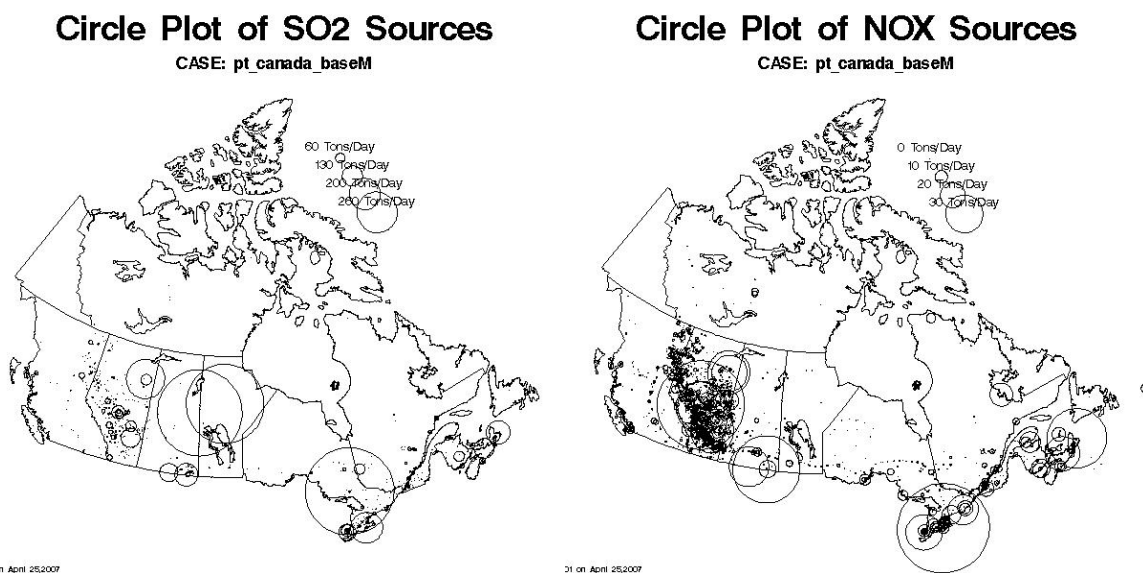 Circle Plot of SO2 Sources
CASE: pt_canada_baseM
60 Tons/Day
130 Tons/Day
200 Tons/Day
260 Tons/Day
n April 25,2007
Circle Plot of NOX Sources
CASE: pt_canada_baseM
0 Tons/Day
10 Tons/Day
20 Tons/Day
30 Tons/Day
01 on April 25,2007